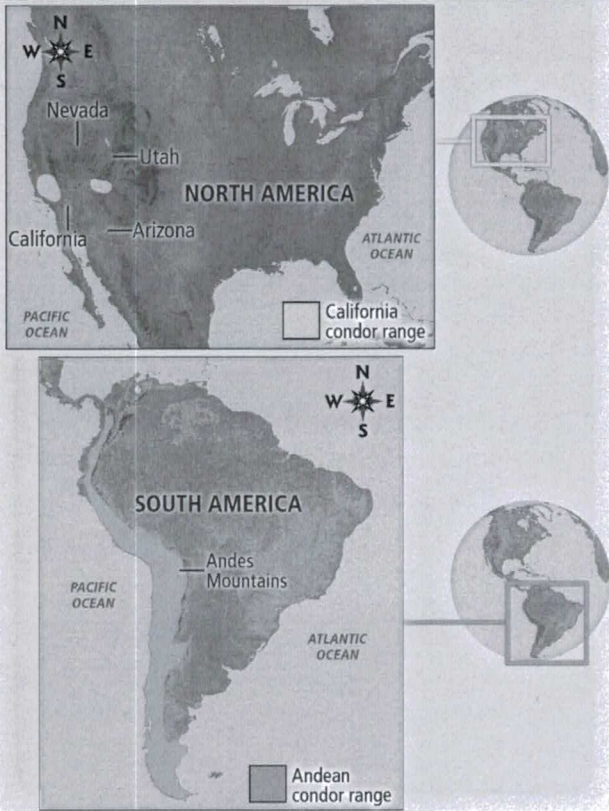 N
W E
S
Nevada
Utah
NORTH AMERICA
California
Arizona
ATLANTIC
OCEAN
PACIFIC
OCEAN
California
condor range
N
W E
S
SOUTH AMERICA
Andes
Mountains
PACIFIC
OCEAN
ATLANTIC
OCEAN
Andean
condor range